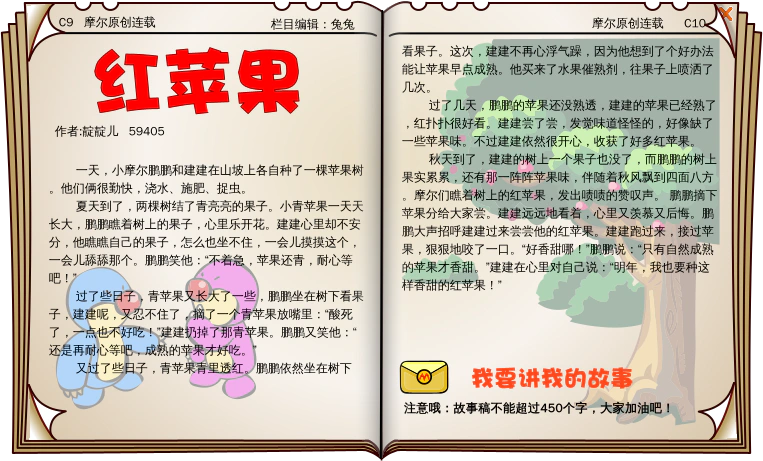 C9 摩尔原创连载
栏目编辑：兔兔
红苹果
作者:靛靛儿 59405
一天，小摩尔鹏鹏和建建在山坡上各自种了一棵苹果树
。他们俩很勤快，浇水、施肥、捉虫。
夏天到了，两棵树结了青亮亮的果子。小青苹果一天天
长大，鹏鹏瞧着树上的果子，心里乐开花。建建心里却不安
分，他瞧瞧自己的果子，怎么也坐不住，一会儿摸摸这个，
一会儿舔舔那个。鹏鹏笑他：“不着急，苹果还青，耐心等
吧！”
过了些日子，青苹果又长大了一些，鹏鹏坐在树下看果
子，建建呢，又忍不住了，摘了一个青苹果放嘴里：“酸死
了，一点也不好吃！”建建扔掉了那青苹果。鹏鹏又笑他：“
还是再耐心等吧，成熟的苹果才好吃。”
又过了些日子，青苹果青里透红。鹏鹏依然坐在树下
摩尔原创连载 C10
看果子。这次，建建不再心浮气躁，因为他想到了个好办法
能让苹果早点成熟。他买来了水果催熟剂，往果子上喷洒了
几次。
过了几天，鹏鹏的苹果还没熟透，建建的苹果已经熟了
，红扑扑很好看。建建尝了尝，发觉味道怪怪的，好像缺了
一些苹果味。不过建建依然很开心，收获了好多红苹果。
秋天到了，建建的树上一个果子也没了，而鹏鹏的树上
果实累累，还有那一阵阵苹果味，伴随着秋风飘到四面八方
。摩尔们瞧着树上的红苹果，发出啧啧的赞叹声。 鹏鹏摘下
苹果分给大家尝。建建远远地看着，心里又羡慕又后悔。鹏
鹏大声招呼建建过来尝尝他的红苹果。建建跑过来，接过苹
果，狠狠地咬了一口。“好香甜哪！”鹏鹏说：“只有自然成熟
的苹果才香甜。”建建在心里对自己说：“明年，我也要种这
样香甜的红苹果！”
我要讲我的故事
注意哦：故事稿不能超过450个字，大家加油吧！